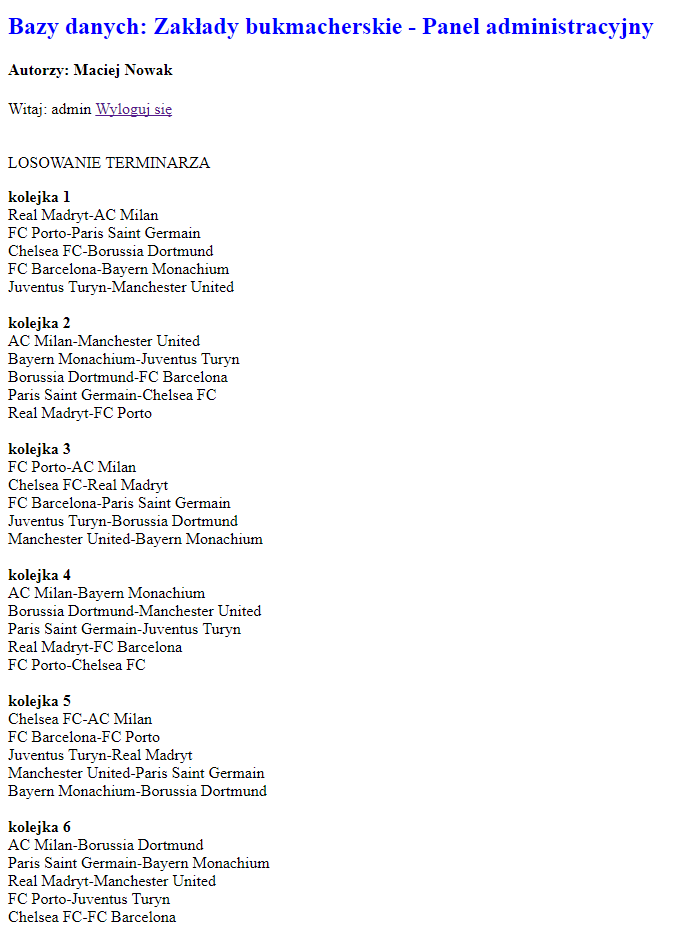 Bazy danych: Zakłady bukmacherskie - Panel administracyjny
Autorzy: Maciej Nowak
Witaj: admin Wyloguj się
LOSOWANIE TERMINARZA
kolejka 1
Real Madryt-AC Milan
FC Porto-Paris Saint Germain
Chelsea FC-Borussia Dortmund
FC Barcelona-Bayern Monachium
Juventus Turyn-Manchester United
kolejka 2
AC Milan-Manchester United
Bayern Monachium-Juventus Turyn
Borussia Dortmund-FC Barcelona
Paris Saint Germain-Chelsea FC
Real Madryt-FC Porto
kolejka 3
FC Porto-AC Milan
Chelsea FC-Real Madryt
FC Barcelona-Paris Saint Germain
Juventus Turyn-Borussia Dortmund
Manchester United-Bayern Monachium
kolejka 4
AC Milan-Bayern Monachium
Borussia Dortmund-Manchester United
Paris Saint Germain-Juventus Turyn
Real Madryt-FC Barcelona
FC Porto-Chelsea FC
kolejka 5
Chelsea FC-AC Milan
FC Barcelona-FC Porto
Juventus Turyn-Real Madryt
Manchester United-Paris Saint Germain
Bayern Monachium-Borussia Dortmund
kolejka 6
AC Milan-Borussia Dortmund
Paris Saint Germain-Bayern Monachium
Real Madryt-Manchester United
FC Porto-Juventus Turyn
Chelsea FC-FC Barcelona